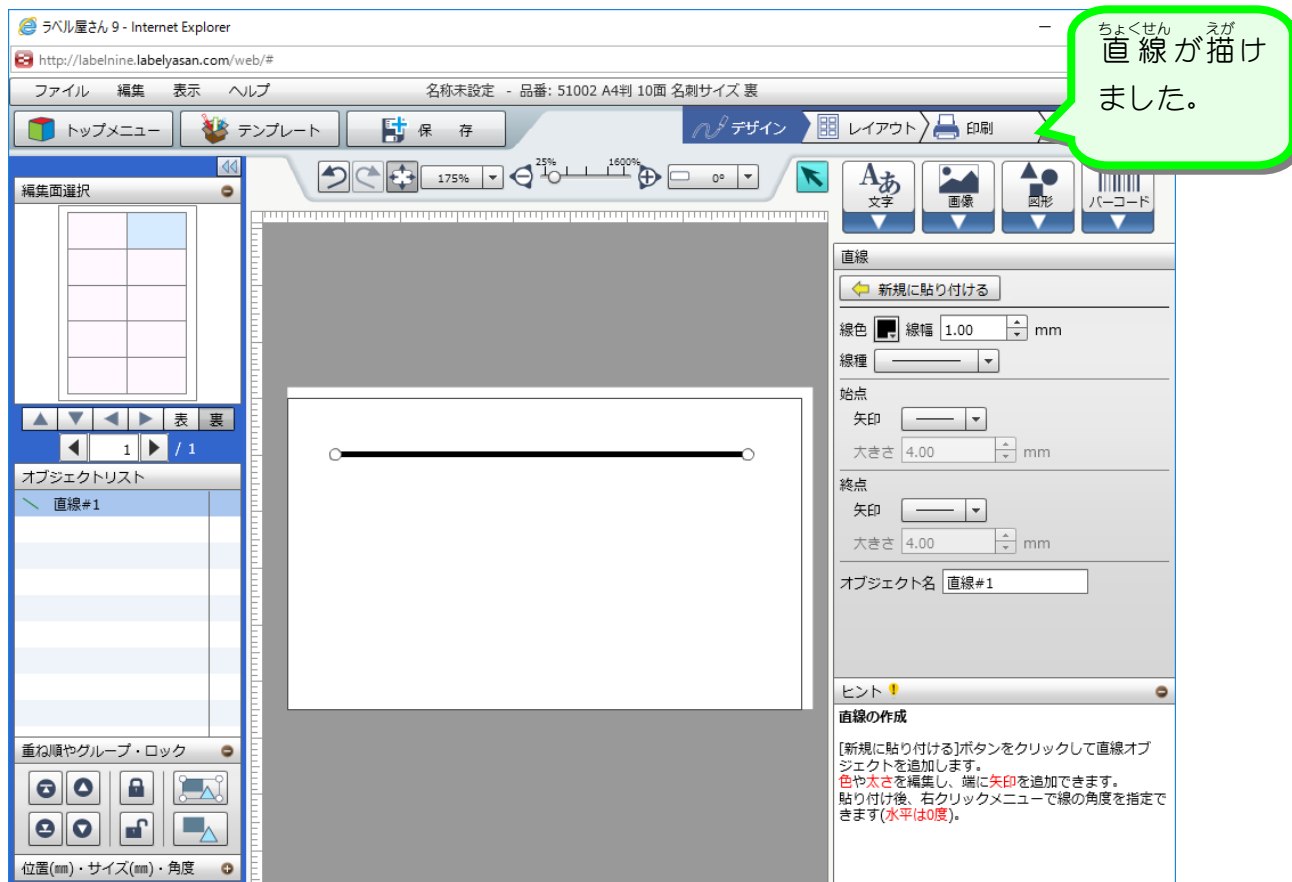 ラベル屋さん 9 - Internet Explorer
http://labelnine.labelyasan.com/web/#
ちょくせん えが
直線が描け
ました。
ファイル 編集 表示 ヘルプ 名称未設定 - 品番: 51002 A4判 10面 名刺サイズ 裏
トップメニュー テンプレート 保 存 デザイン レイアウト 印刷
編集面選択
175% 25% 1600% 0°
文字 画像 図形 バーコード
直線
新規に貼り付ける
線色 線幅 1.00 mm
線種
始点
矢印
大きさ 4.00 mm
終点
矢印
大きさ 4.00 mm
オブジェクト名 直線#1
表 裏
1 / 1
オブジェクトリスト
直線#1
重ね順やグループ・ロック
位置(㎜)・サイズ(㎜)・角度
ヒント
直線の作成
[新規に貼り付ける]ボタンをクリックして直線オブ
ジェクトを追加します。
色や太さを編集し、端に矢印を追加できます。
貼り付け後、右クリックメニューで線の角度を指定で
きます(水平は0度)。